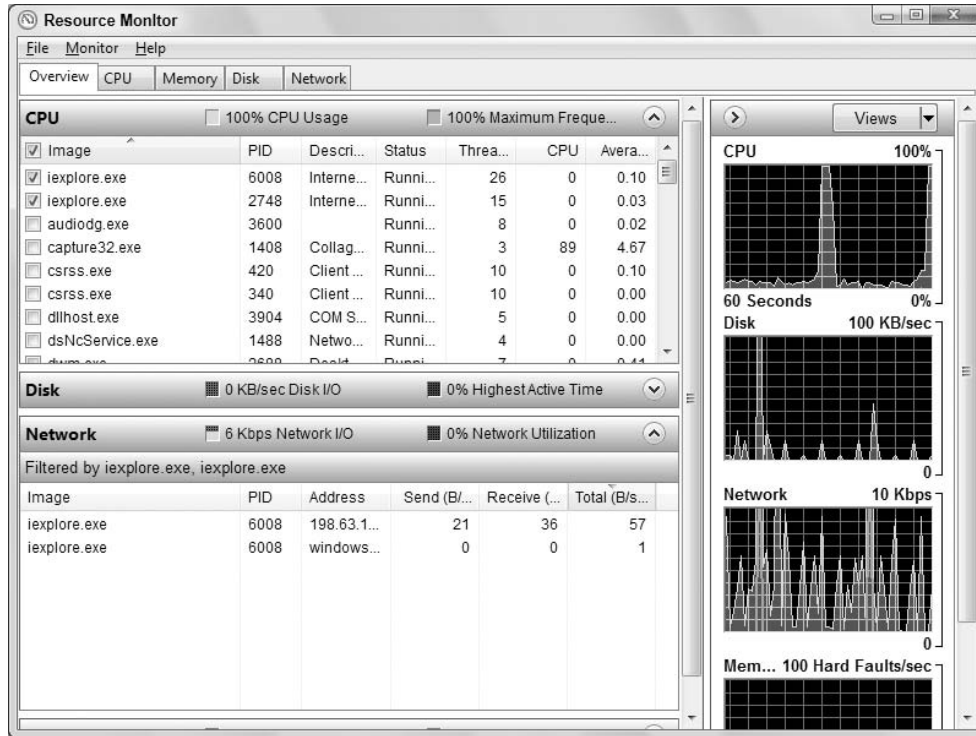 Resource Monitor
File Monitor Help
Overview CPU Memory Disk Network
CPU 100% CPU Usage 100% Maximum Freque...
Image PID Descri... Status Threa... CPU Avera...
iexplore.exe 6008 Interne... Runni... 26 0 0.10
iexplore.exe 2748 Interne... Runni... 15 0 0.03
audiodg.exe 3600 Runni... 8 0 0.02
capture32.exe 1408 Collag... Runni... 3 89 4.67
csrss.exe 420 Client ... Runni... 10 0 0.10
csrss.exe 340 Client ... Runni... 10 0 0.00
dllhost.exe 3904 COM S... Runni... 5 0 0.00
dsNcService.exe 1488 Netwo... Runni... 4 0 0.00
Disk 0 KB/sec Disk I/O 0% Highest Active Time
Network 6 Kbps Network I/O 0% Network Utilization
Filtered by iexplore.exe, iexplore.exe
Image PID Address Send (B/... Receive (... Total (B/s...
iexplore.exe 6008 198.63.1... 21 36 57
iexplore.exe 6008 windows... 0 0 1
Views
CPU 100%
60 Seconds 0%
Disk 100 KB/sec
0
Network 10 Kbps
0
Mem... 100 Hard Faults/sec